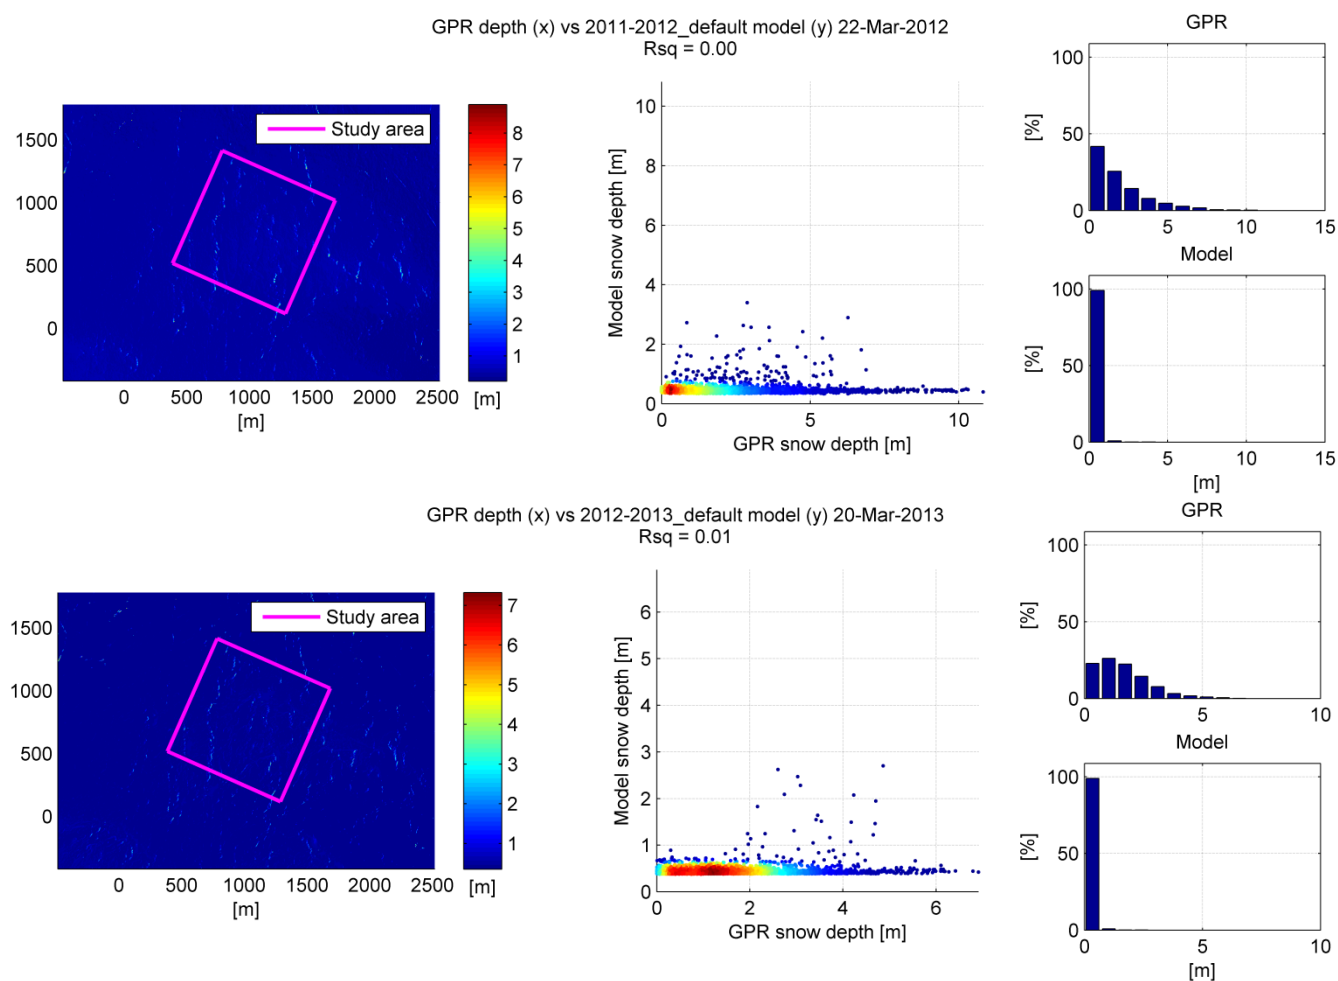 GPR depth (x) vs 2011-2012_default model (y) 22-Mar-2012
Rsq = 0.00
Study area
1500
1000
500
0
0 500 1000 1500 2000 2500
[m]
8
7
6
5
4
3
2
1
[m]
10
8
6
4
2
0
Model snow depth [m]
0 5 10
GPR snow depth [m]
GPR
100
50
0
[%]
0 5 10 15
Model
100
50
0
[%]
0 5 10 15
[m]
GPR depth (x) vs 2012-2013_default model (y) 20-Mar-2013
Rsq = 0.01
Study area
1500
1000
500
0
0 500 1000 1500 2000 2500
[m]
7
6
5
4
3
2
1
[m]
6
5
4
3
2
1
0
Model snow depth [m]
0 2 4 6
GPR snow depth [m]
GPR
100
50
0
[%]
0 5 10
Model
100
50
0
[%]
0 5 10
[m]